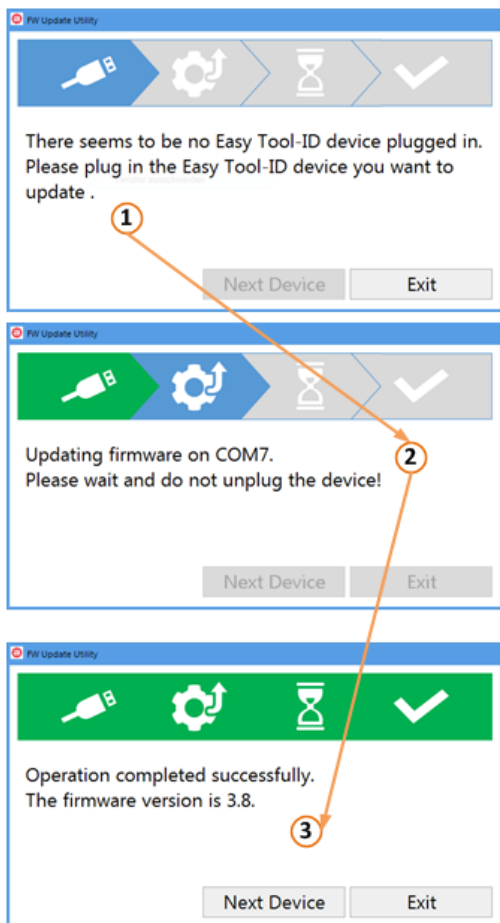 FW Update Utility
There seems to be no Easy Tool-ID device plugged in.
Please plug in the Easy Tool-ID device you want to
update .
1
Next Device
Exit
FW Update Utility
Updating firmware on COM7.
2
Please wait and do not unplug the device!
Next Device
Exit
FW Update Utility
Operation completed successfully.
The firmware version is 3.8.
3
Next Device
Exit